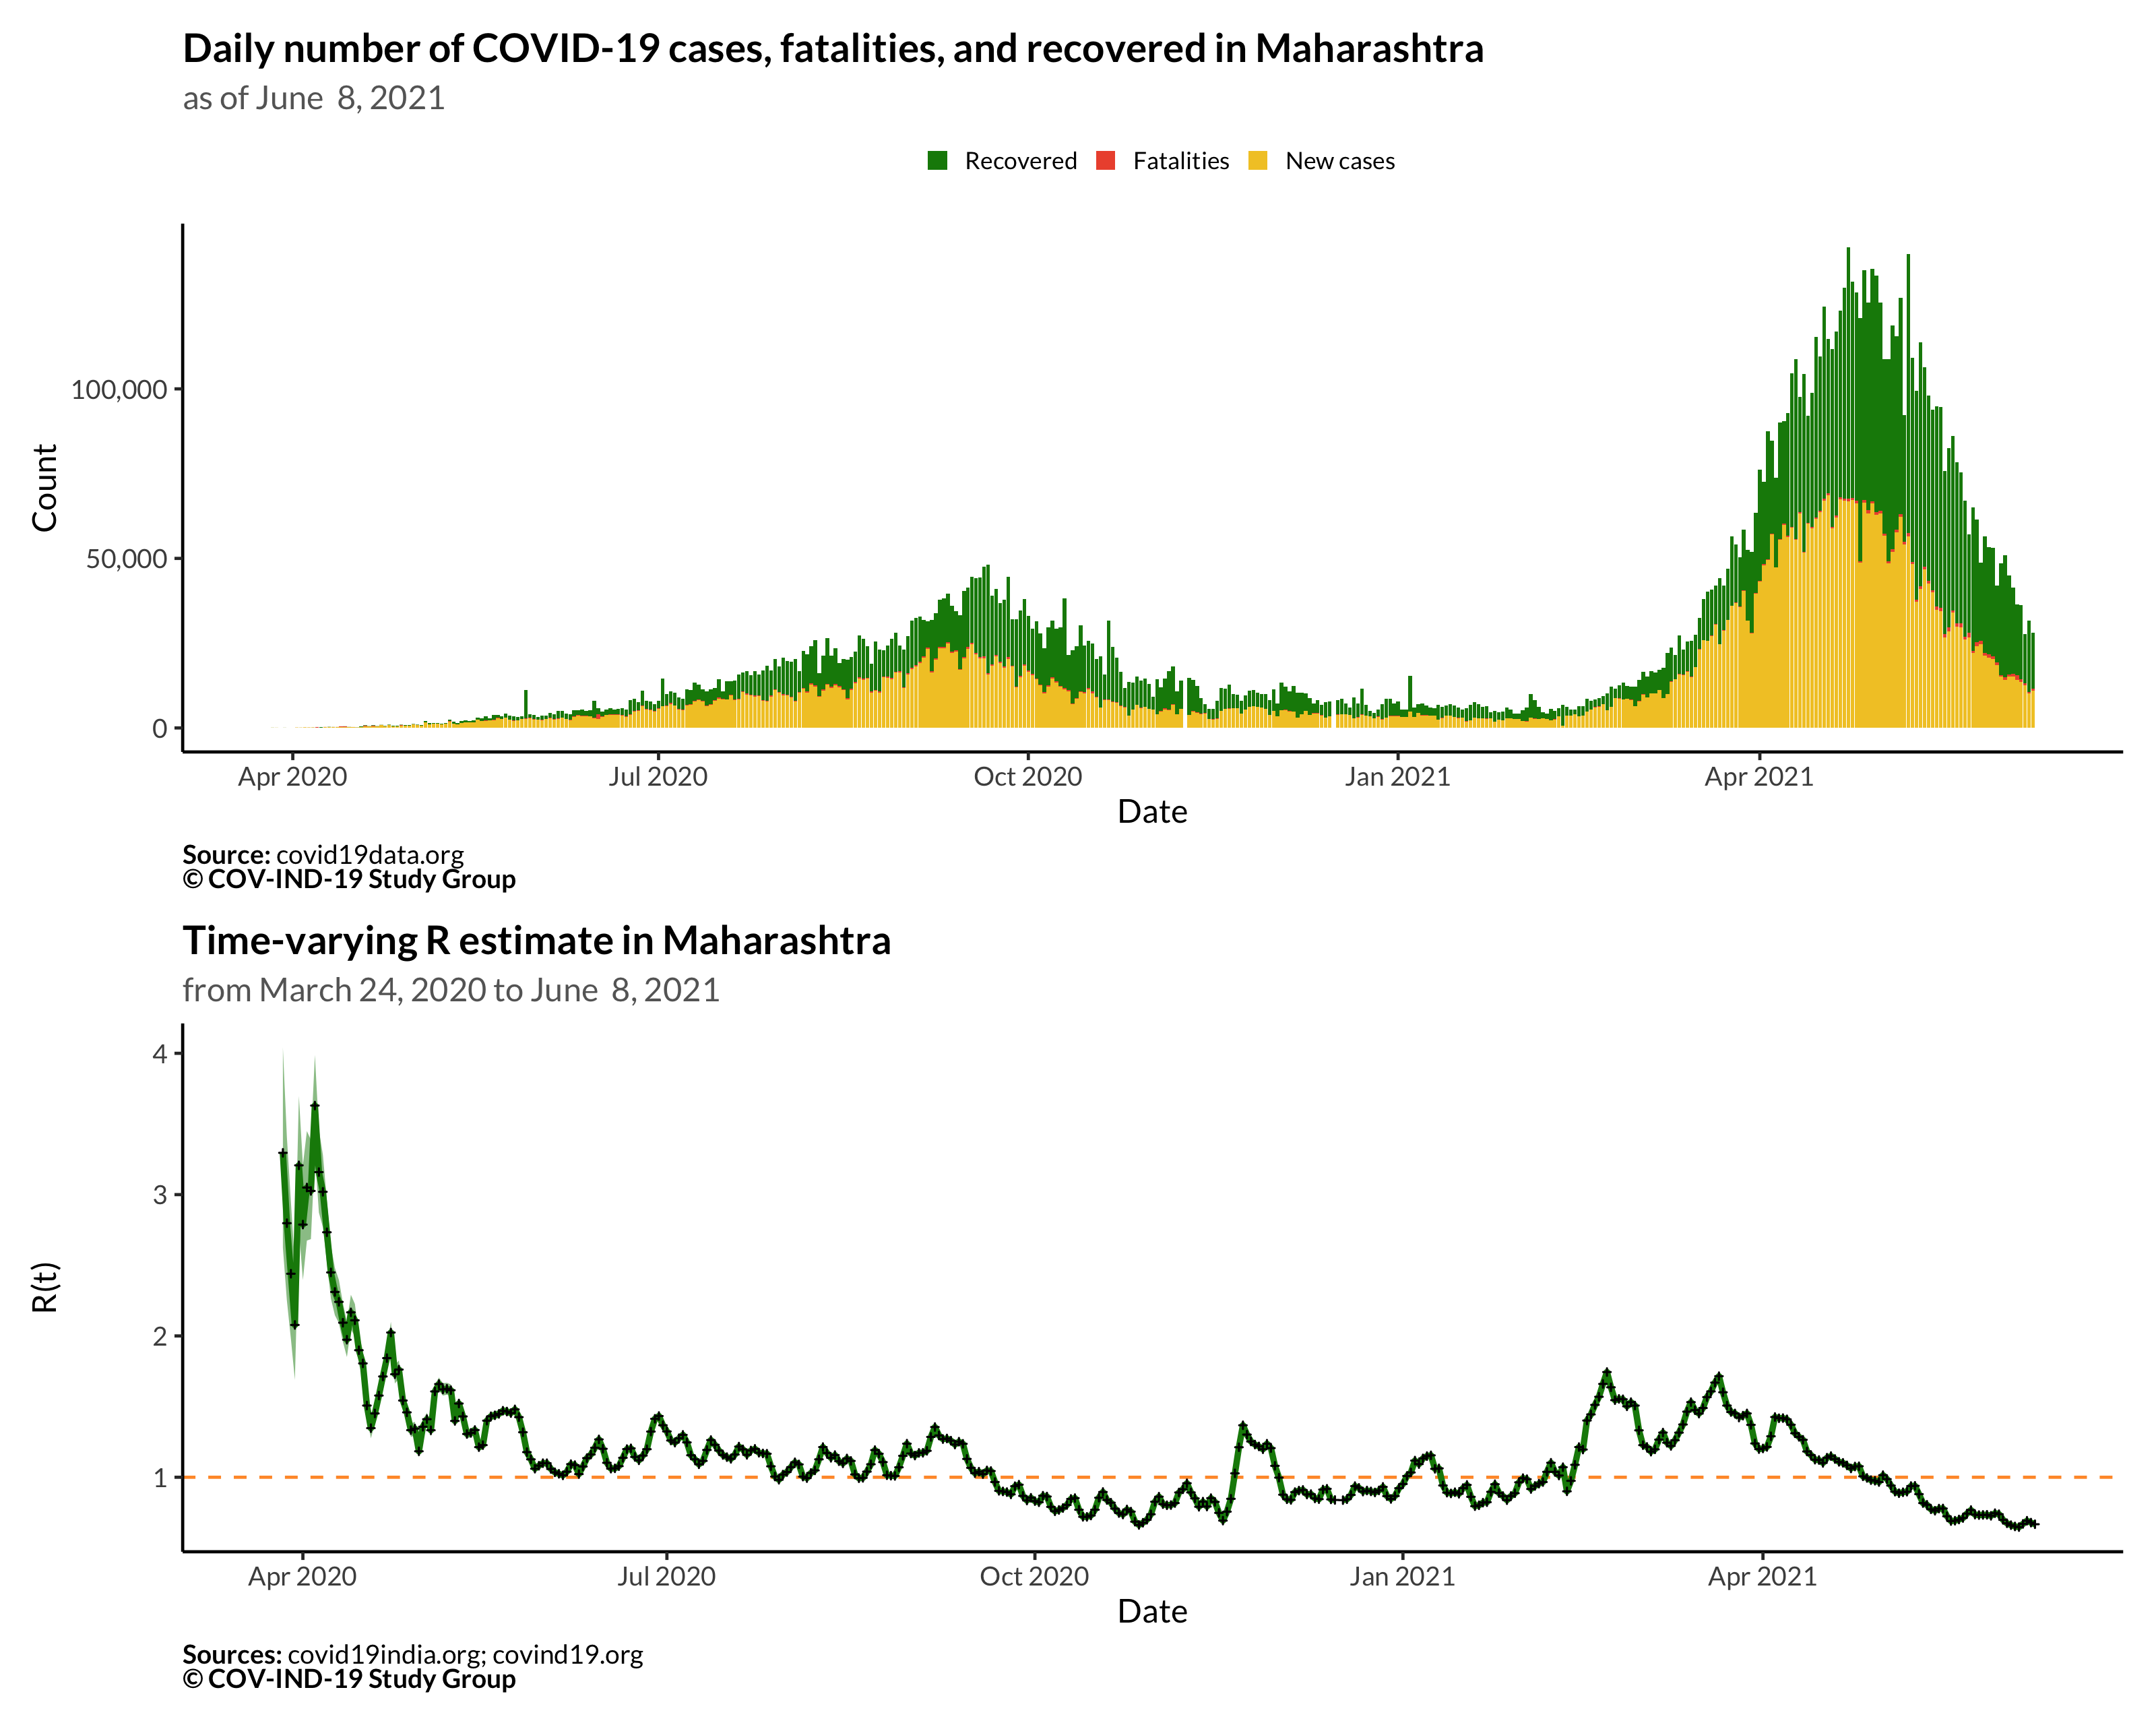 Daily number of COVID-19 cases, fatalities, and recovered in Maharashtra
as of June  8, 2021
Recovered Fatalities New cases
Count
100,000
50,000
0
Apr 2020 Jul 2020 Oct 2020 Jan 2021 Apr 2021
Date
Source: covid19data.org
© COV-IND-19 Study Group
Time-varying R estimate in Maharashtra
from March 24, 2020 to June  8, 2021
R(t)
4
3
2
1
Apr 2020 Jul 2020 Oct 2020 Jan 2021 Apr 2021
Date
Sources: covid19india.org; covind19.org
© COV-IND-19 Study Group